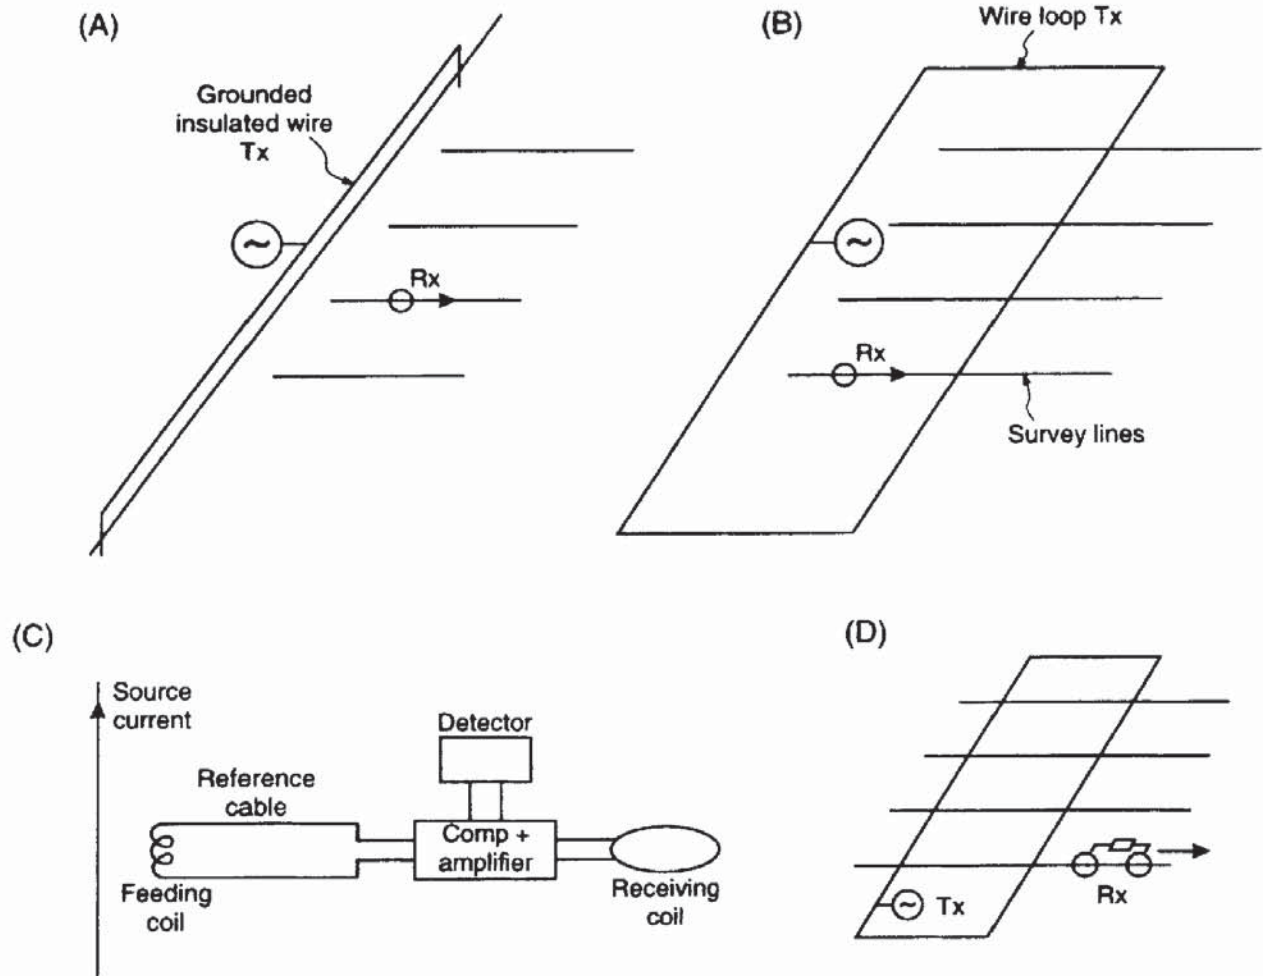 (A)
Grounded
insulated wire
Tx
~
Rx
(B)
Wire loop Tx
~
Rx
Survey lines
(C)
Source
current
Detector
Reference
cable
Comp +
amplifier
Feeding
coil
Receiving
coil
(D)
~ Tx
Rx